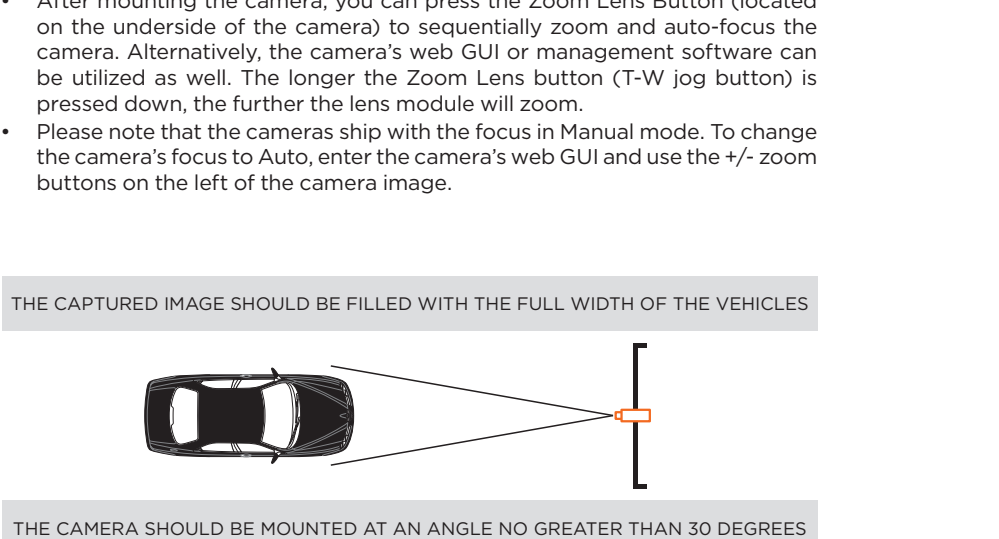 • After mounting the camera, you can press the Zoom Lens Button (located
on the underside of the camera) to sequentially zoom and auto-focus the
camera. Alternatively, the camera’s web GUI or management software can
be utilized as well. The longer the Zoom Lens button (T-W jog button) is
pressed down, the further the lens module will zoom.
• Please note that the cameras ship with the focus in Manual mode. To change
the camera’s focus to Auto, enter the camera’s web GUI and use the +/- zoom
buttons on the left of the camera image.
THE CAPTURED IMAGE SHOULD BE FILLED WITH THE FULL WIDTH OF THE VEHICLES
THE CAMERA SHOULD BE MOUNTED AT AN ANGLE NO GREATER THAN 30 DEGREES